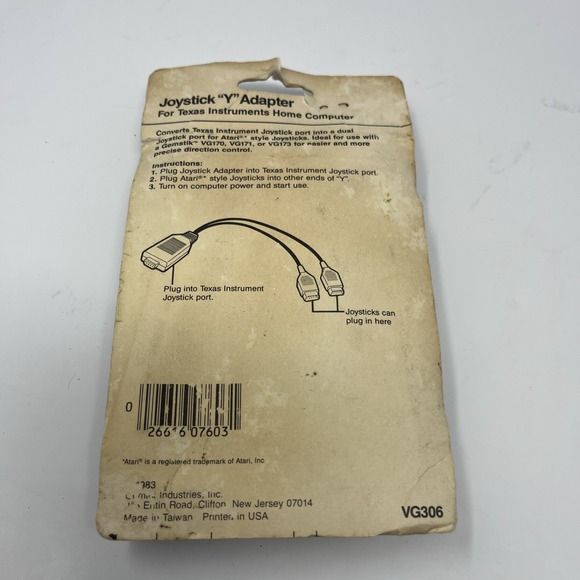 Joystick "Y" Adapter
For Texas Instruments Home Computer
Converts Texas Instrument Joystick port into a dual
joystick port for Atari®* style Joysticks. Ideal for use with
a Gemstik™ VG170, VG171, or VG173 for easier and more
precise direction control.
Instructions:
1. Plug Joystick Adapter into Texas Instrument Joystick port.
2. Plug Atari®* style Joysticks into other ends of "Y".
3. Turn on computer power and start use.
Plug into Texas Instrument
Joystick port.
Joysticks can
plug in here
0
26616 07603
*Atari® is a registered trademark of Atari, Inc
Industries, Inc.
Entin Road, Clifton New Jersey 07014
Made in Taiwan Printed in USA
VG306